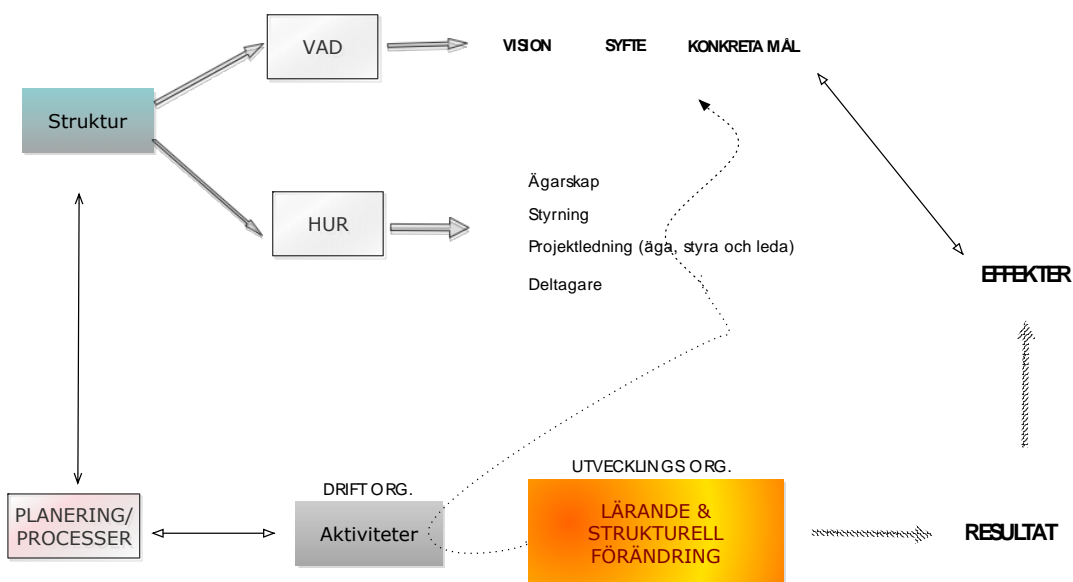 VAD
VISION SYFTE KONKRETA MÅL
Struktur
HUR
Ägarskap
Styrning
Projektledning (äga, styra och leda)
Deltagare
EFFEKTER
UTVECKLINGS ORG.
DRIFT ORG.
PLANERING/
PROCESSER
Aktiviteter
LÄRANDE &
STRUKTURELL
FÖRÄNDRING
RESULTAT